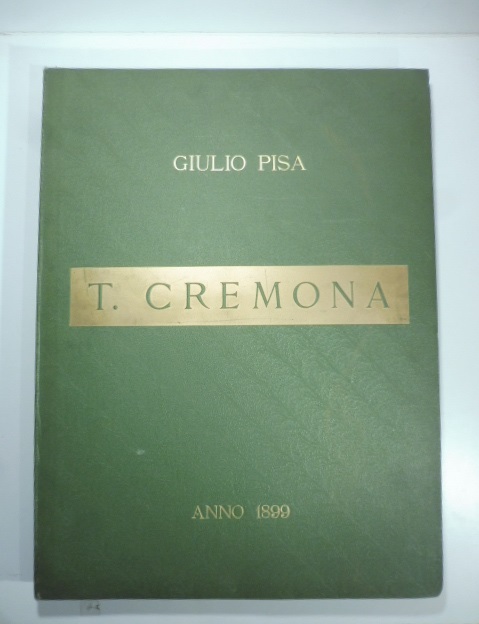 GIULIO PISA
T. CREMONA
ANNO 1899